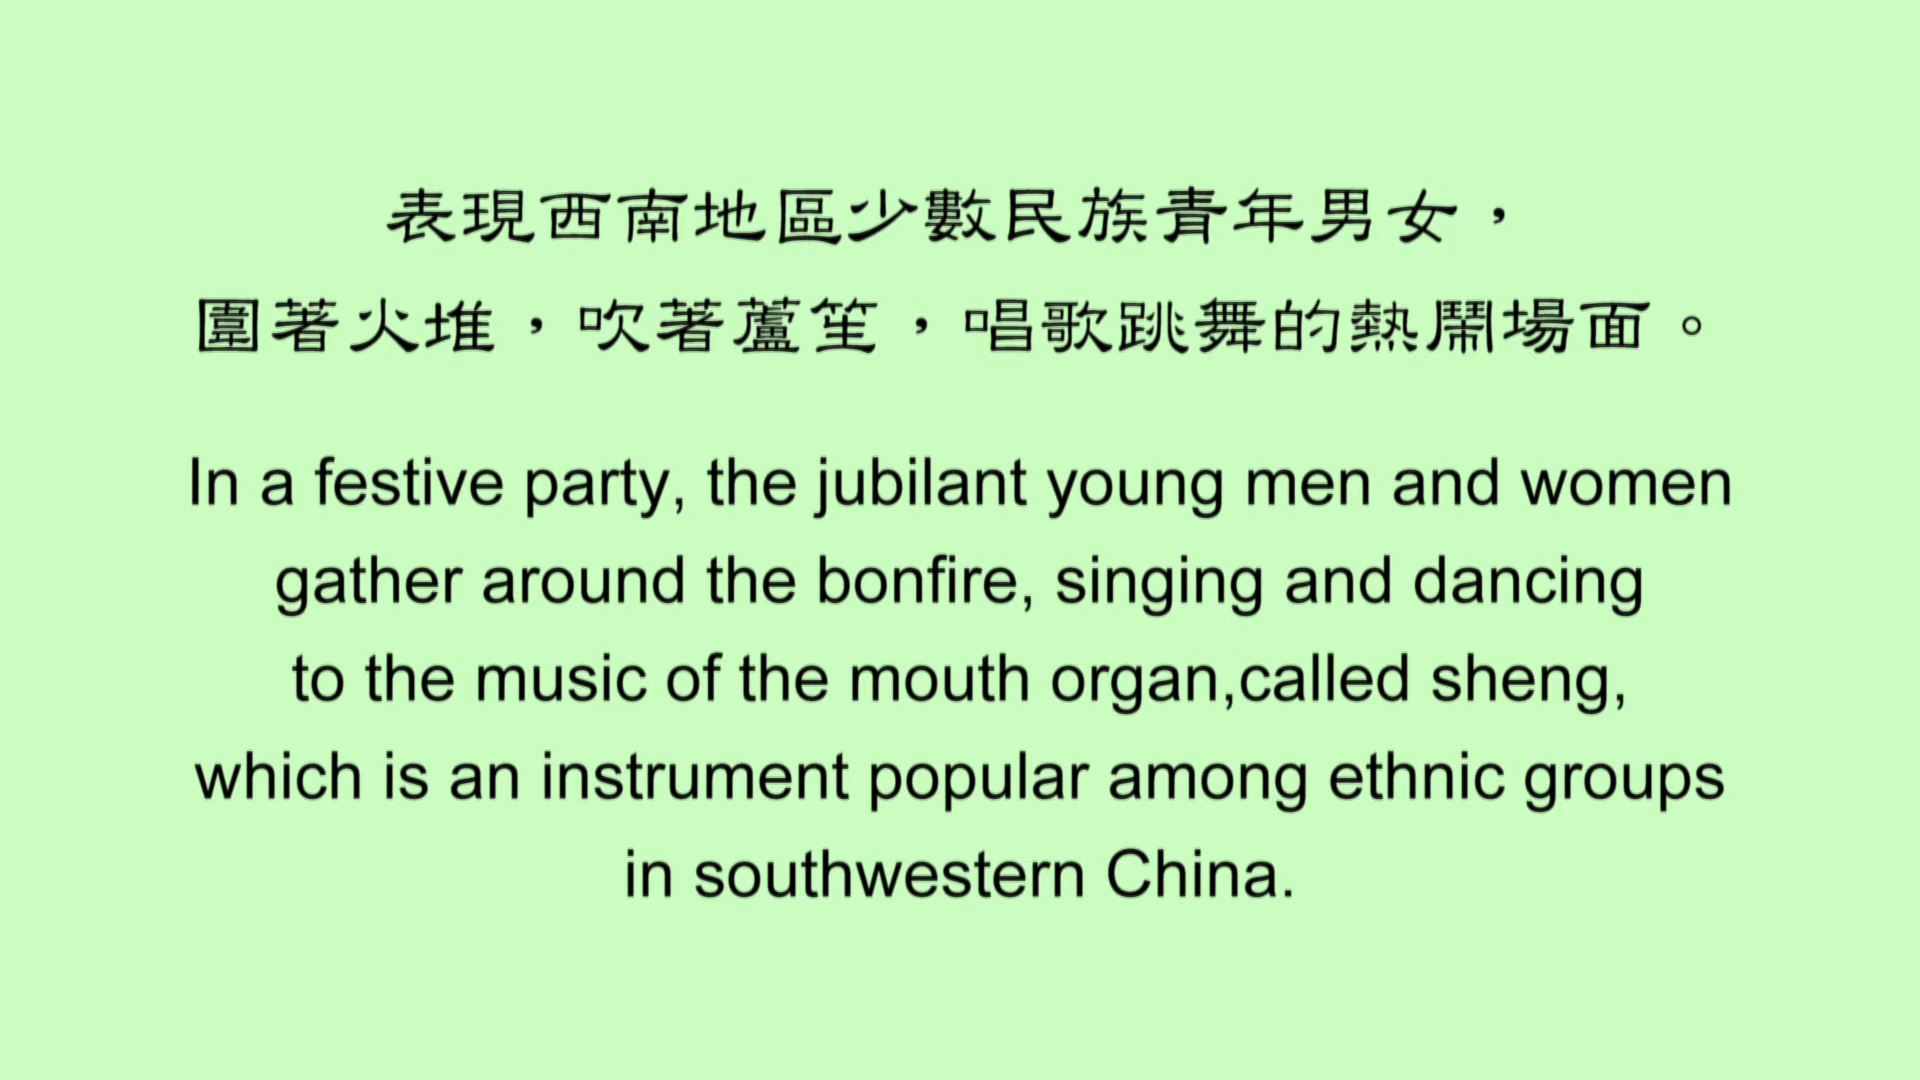 表現西南地區少數民族青年男女，
圍著火堆，吹著蘆笙，唱歌跳舞的熱鬧場面。
In a festive party, the jubilant young men and women
gather around the bonfire, singing and dancing
to the music of the mouth organ,called sheng,
which is an instrument popular among ethnic groups
in southwestern China.